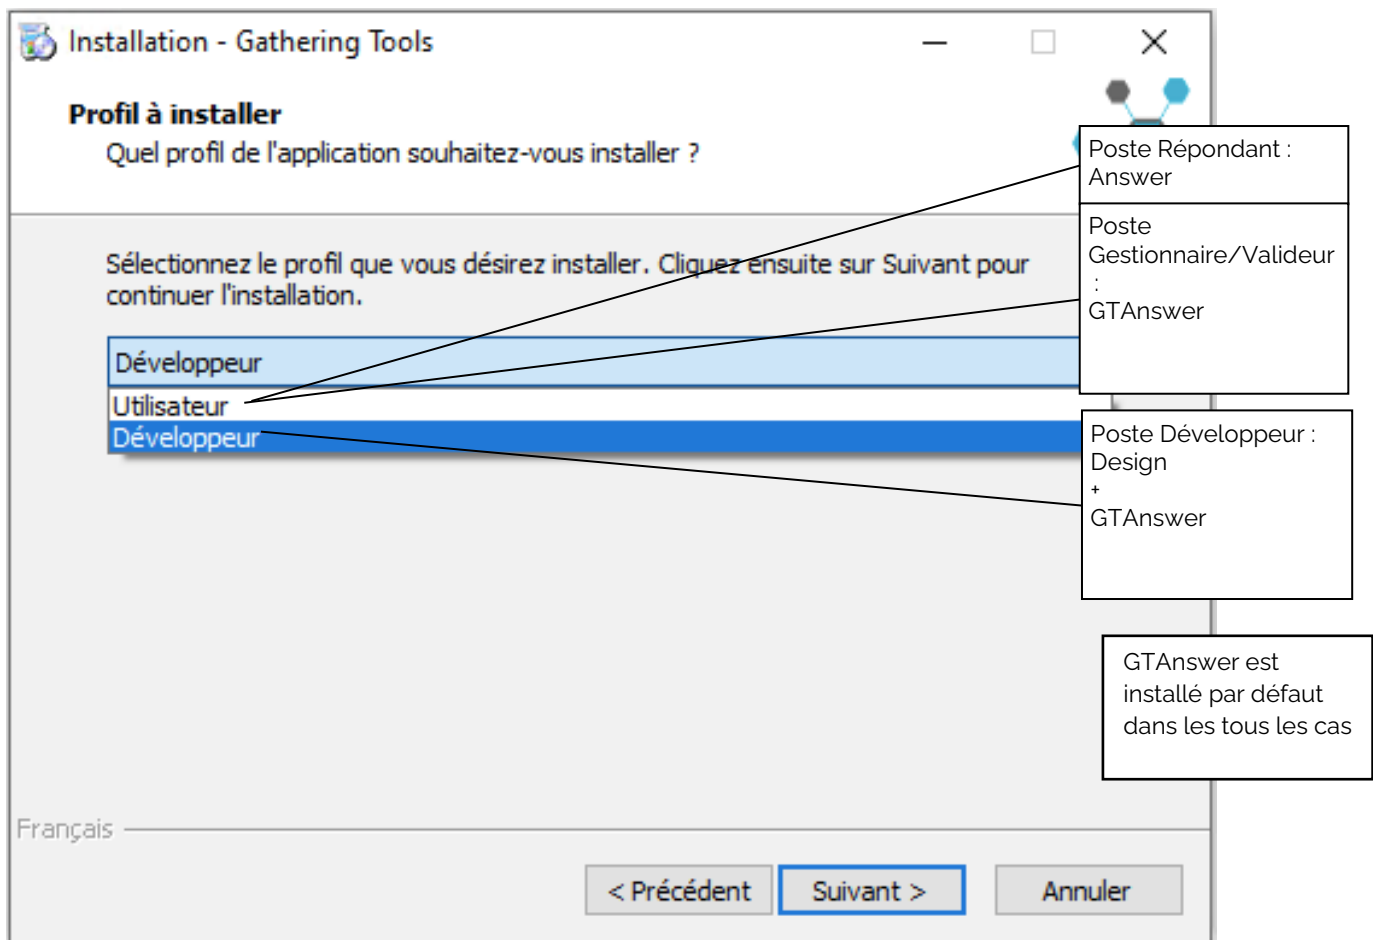 Installation - Gathering Tools
Profil à installer
Quel profil de l'application souhaitez-vous installer ?
Poste Répondant :
Answer
Poste
Gestionnaire/Valideur
:
GTAnswer
Sélectionnez le profil que vous désirez installer. Cliquez ensuite sur Suivant pour
continuer l'installation.
Développeur
Utilisateur
Développeur
Poste Développeur :
Design
+
GTAnswer
GTAnswer est
installé par défaut
dans les tous les cas
Français
< Précédent
Suivant >
Annuler